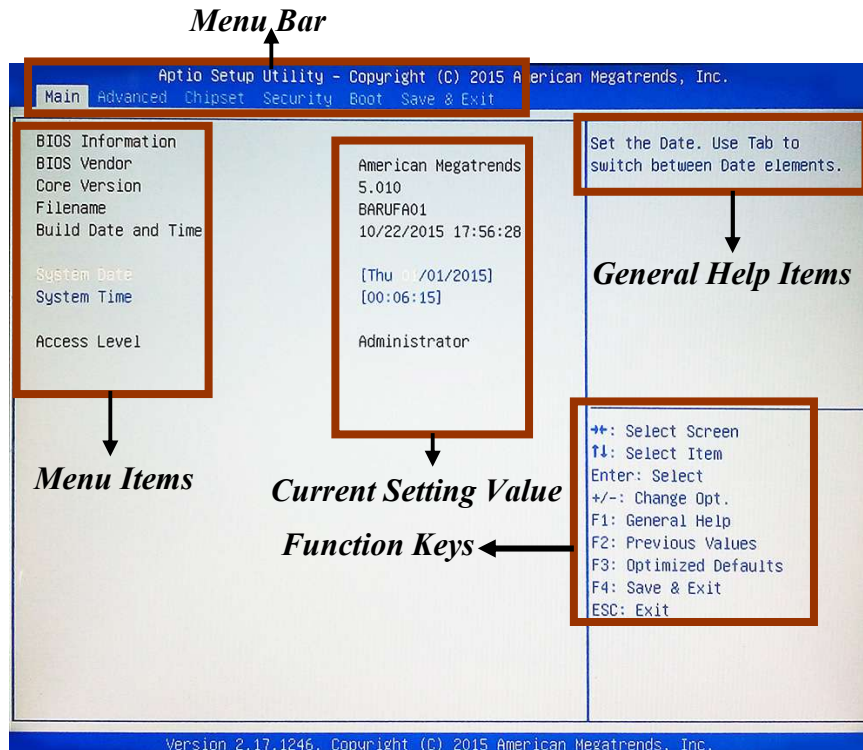 Menu Bar
Aptio Setup Utility - Copyright (C) 2015 American Megatrends, Inc.
Main Advanced Chipset Security Boot Save & Exit
BIOS Information
BIOS Vendor American Megatrends
Core Version 5.010
Filename BARUFA01
Build Date and Time 10/22/2015 17:56:28
System Date [Thu 01/01/2015]
System Time [00:06:15]
Access Level Administrator
Set the Date. Use Tab to
switch between Date elements.
General Help Items
Menu Items
Current Setting Value
Function Keys
→←: Select Screen
↑↓: Select Item
Enter: Select
+/-: Change Opt.
F1: General Help
F2: Previous Values
F3: Optimized Defaults
F4: Save & Exit
ESC: Exit
Version 2.17.1246. Copyright (C) 2015 American Megatrends, Inc.